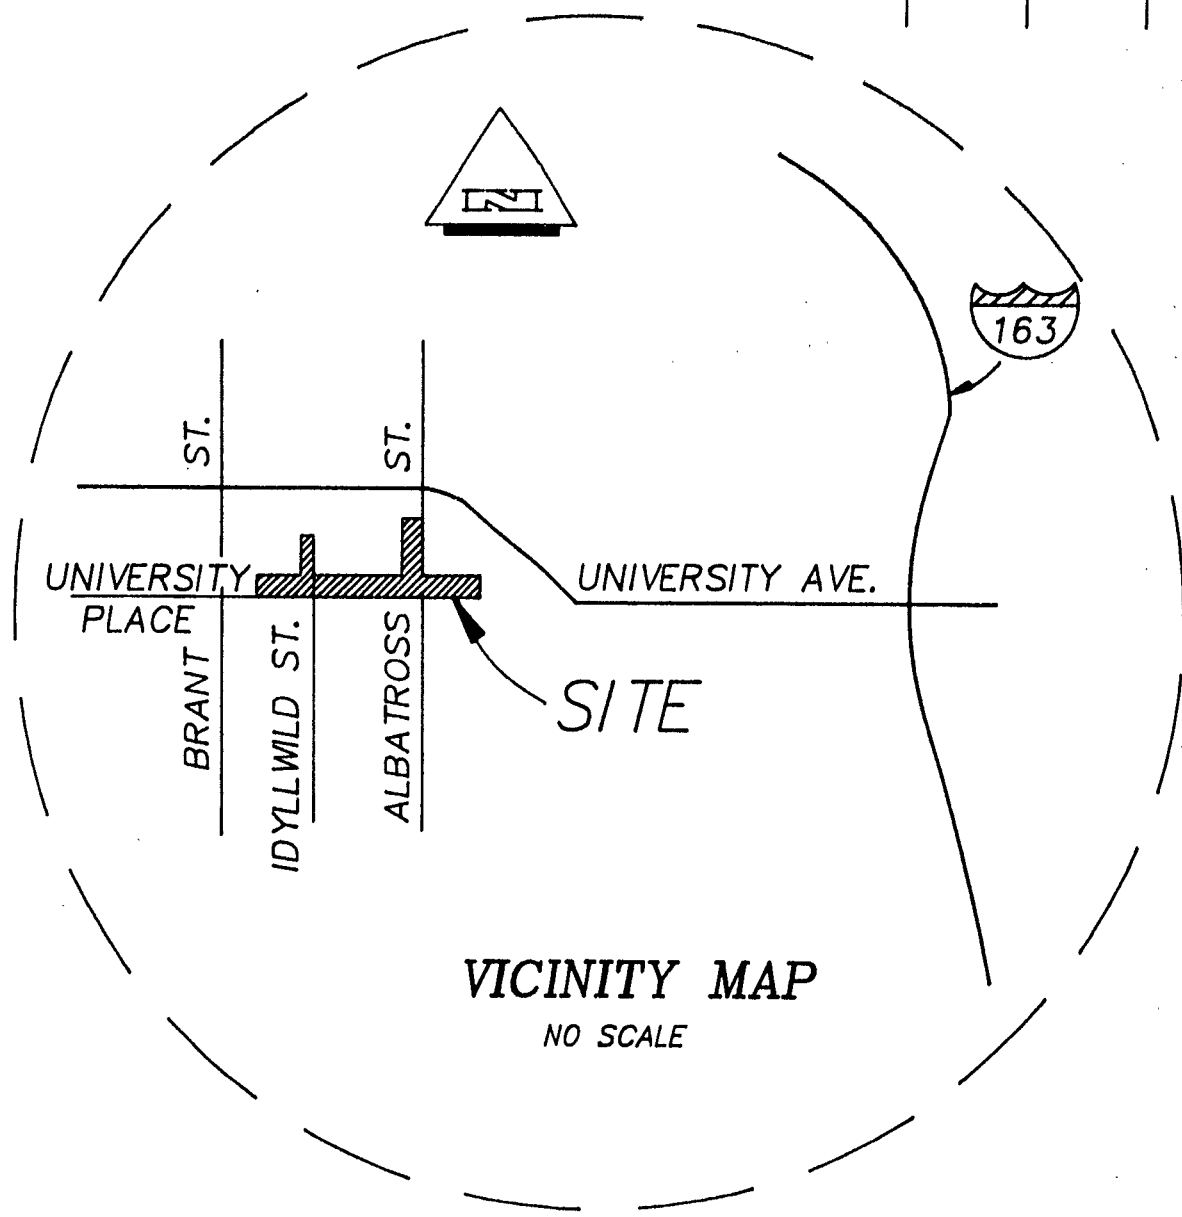 N
163
ST.
ST.
UNIVERSITY
PLACE
UNIVERSITY AVE.
BRANT
IDYLLWILD ST.
ALBATROSS
SITE
VICINITY MAP
NO SCALE